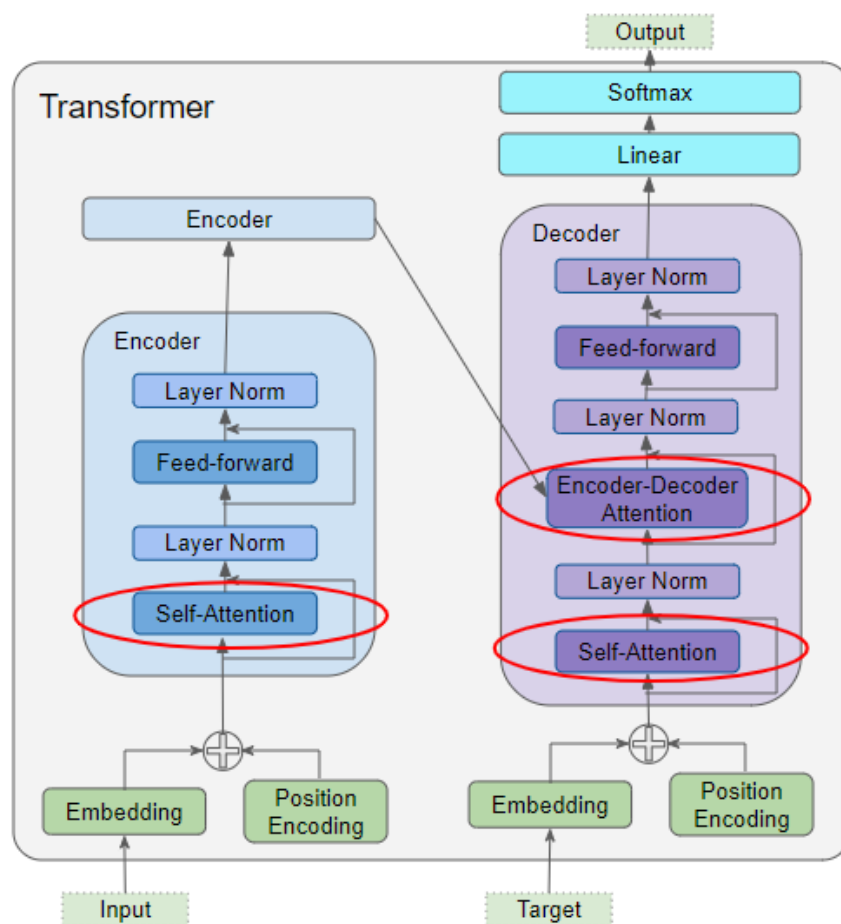 Output
Transformer
Softmax
Linear
Encoder
Decoder
Layer Norm
Feed-forward
Layer Norm
Encoder-Decoder
Attention
Layer Norm
Self-Attention
Encoder
Layer Norm
Feed-forward
Layer Norm
Self-Attention
Embedding
Position
Encoding
Embedding
Position
Encoding
Input
Target